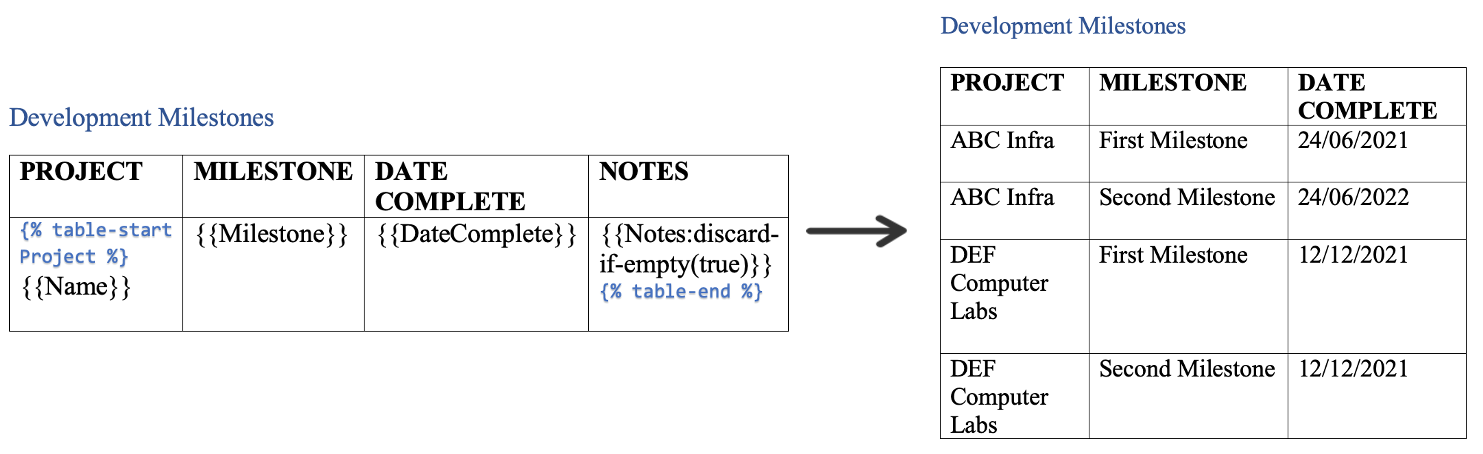 Development Milestones
PROJECT MILESTONE DATE COMPLETE NOTES
{% table-start
Project %}
{{Name}}
{{Milestone}}
{{DateComplete}}
{{Notes:discard-
if-empty(true)}}
{% table-end %}
Development Milestones
PROJECT MILESTONE DATE COMPLETE
ABC Infra First Milestone 24/06/2021
ABC Infra Second Milestone 24/06/2022
DEF First Milestone 12/12/2021
Computer
Labs
DEF Second Milestone 12/12/2021
Computer
Labs